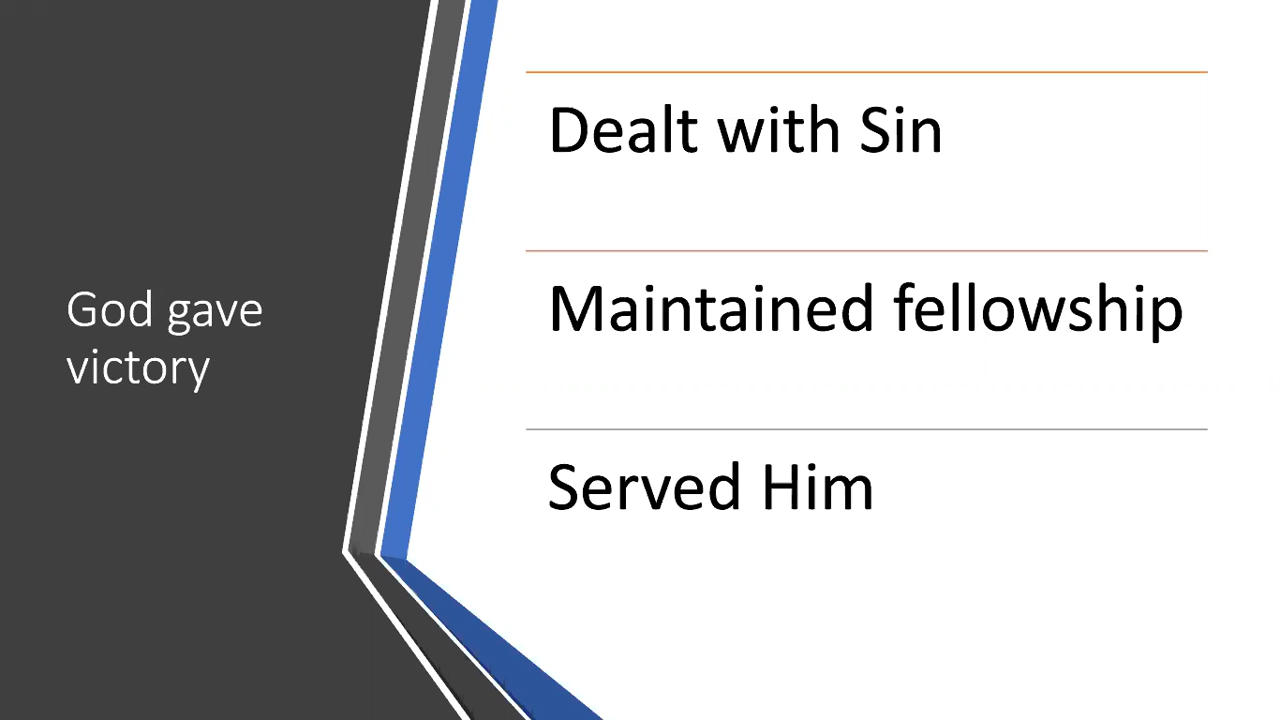 God gave
victory
Dealt with Sin
Maintained fellowship
Served Him